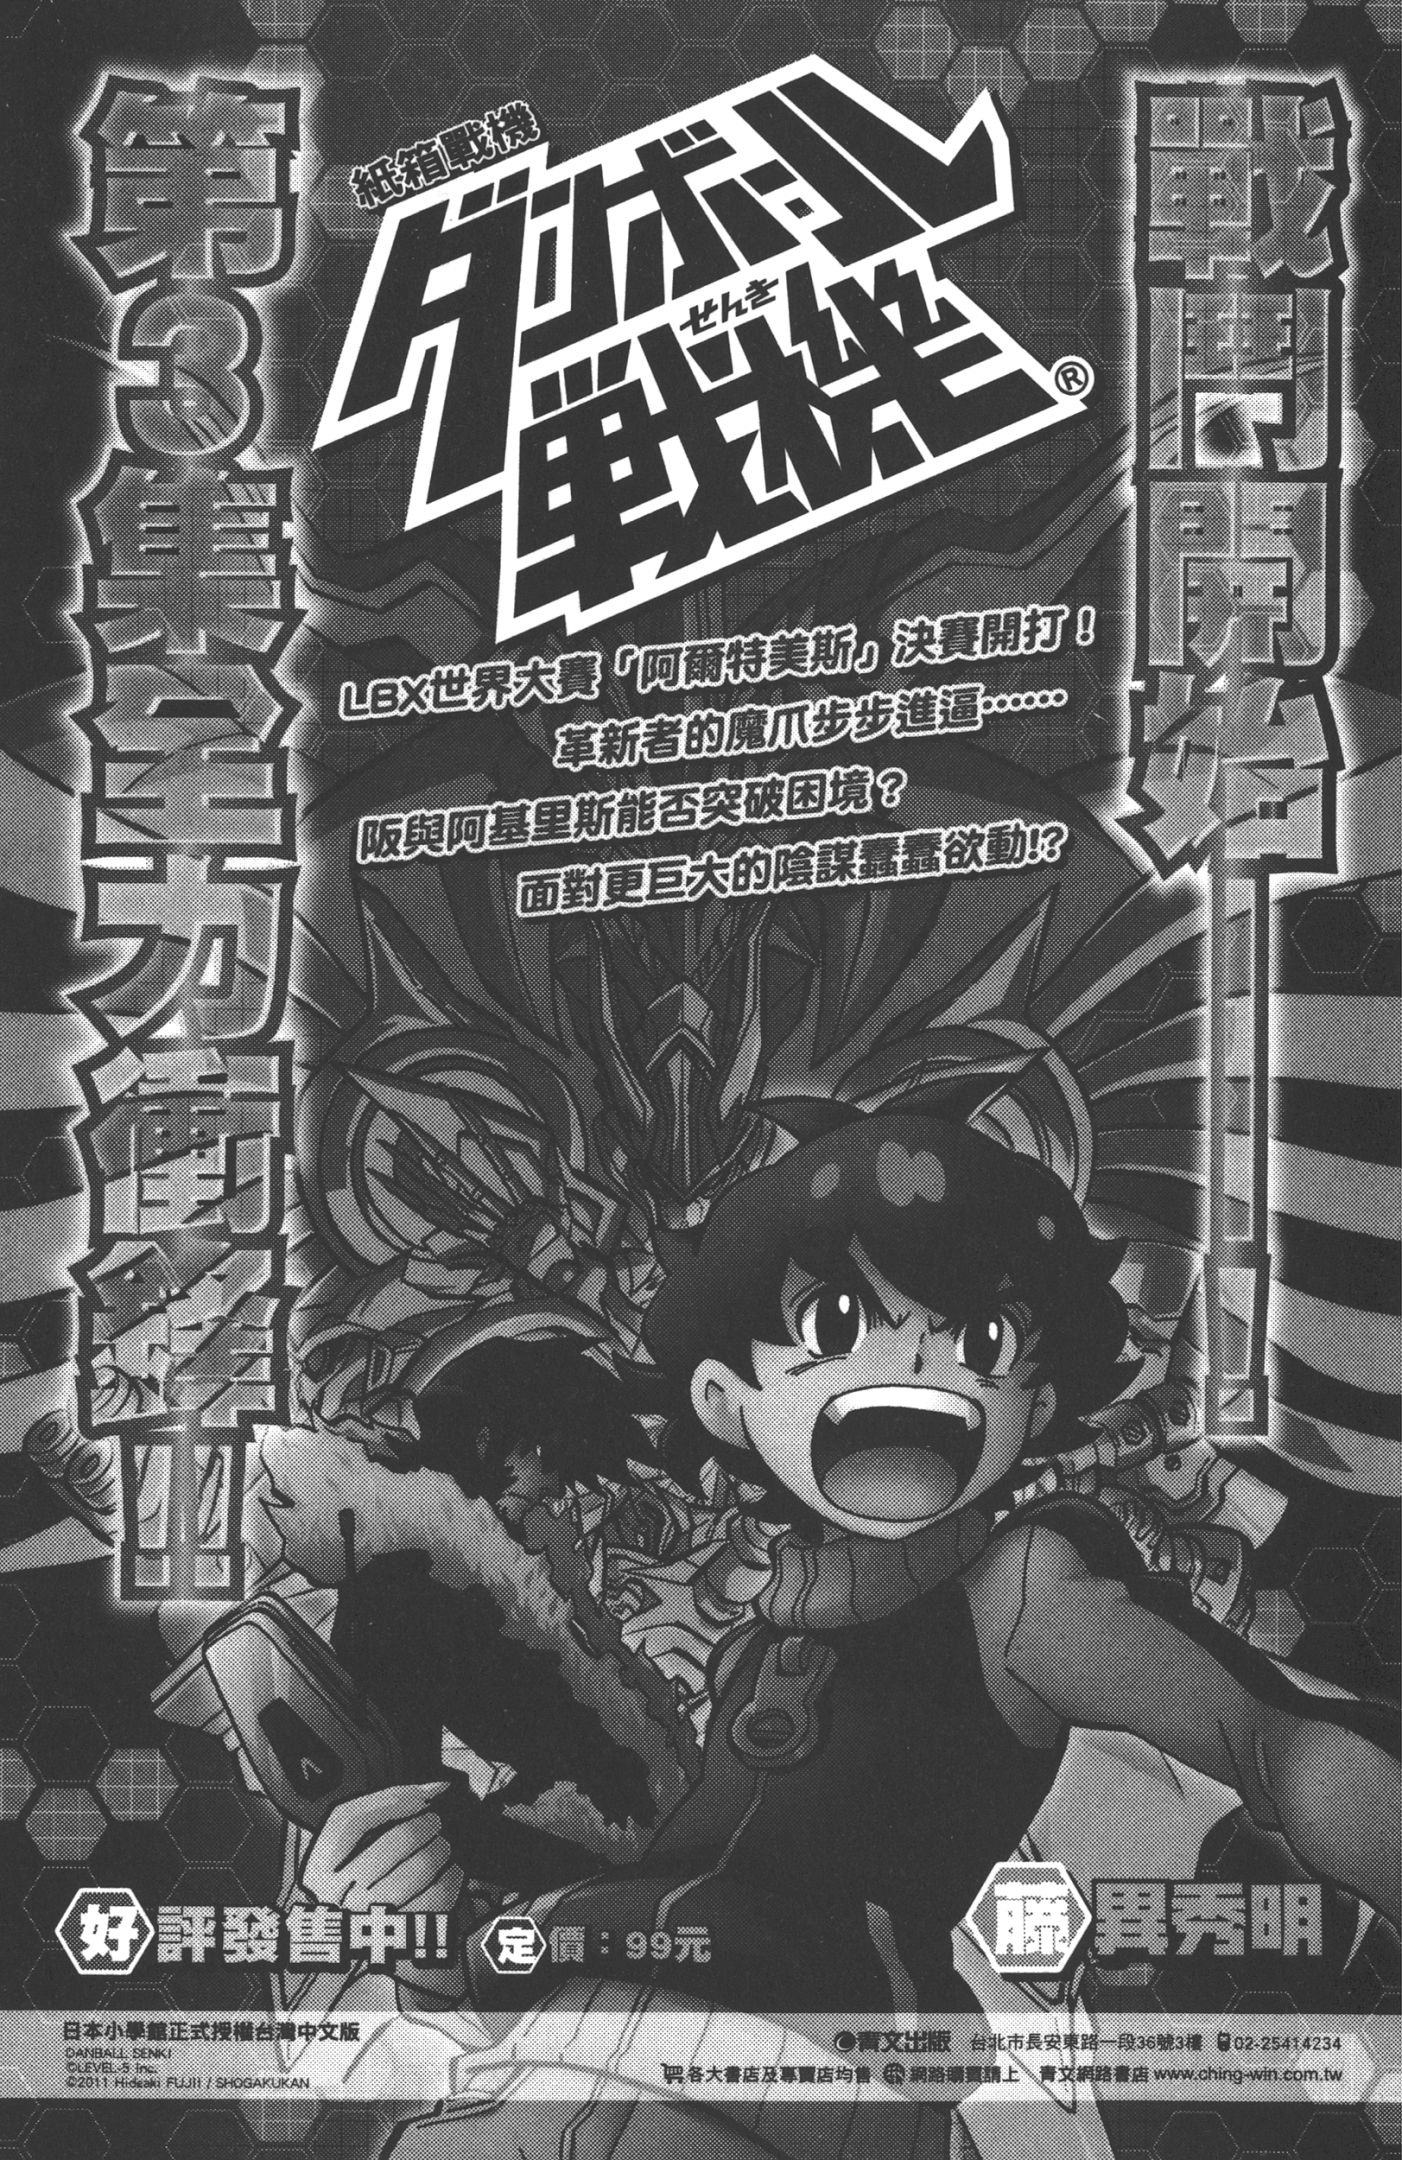 戰鬥開始——!
紙箱戰機
ダンボール
せんき
戦機®
第3集全力衝鋒!!
LBX世界大賽「阿爾特美斯」決賽開打！
革新者的魔爪步步進逼⋯⋯
阪與阿基里斯能否突破困境？
面對更巨大的陰謀蠢蠢欲動!?
好評發售中!!
定價：99元
藤異秀明
日本小學館正式授權台灣中文版
DANBALL SENKI
©LEVEL-5 Inc.
©2011 Hideaki FUJII / SHOGAKUKAN
青文出版 台北市長安東路一段36號3樓 02-25414234
各大書店及專賣店均售 網路購買請上 青文網路書店 www.ching-win.com.tw